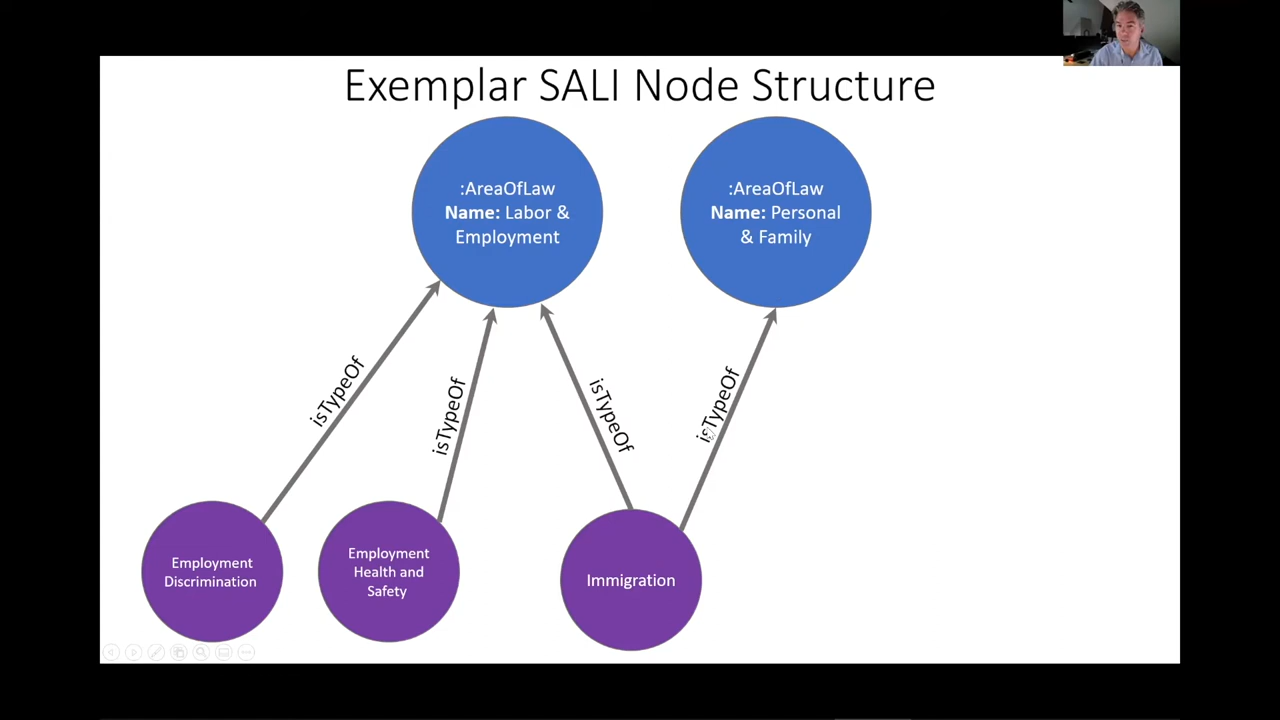 Exemplar SALI Node Structure
:AreaOfLaw
Name: Labor &
Employment
:AreaOfLaw
Name: Personal
& Family
isTypeOf
isTypeOf
isTypeOf
isTypeOf
Employment
Discrimination
Employment
Health and
Safety
Immigration